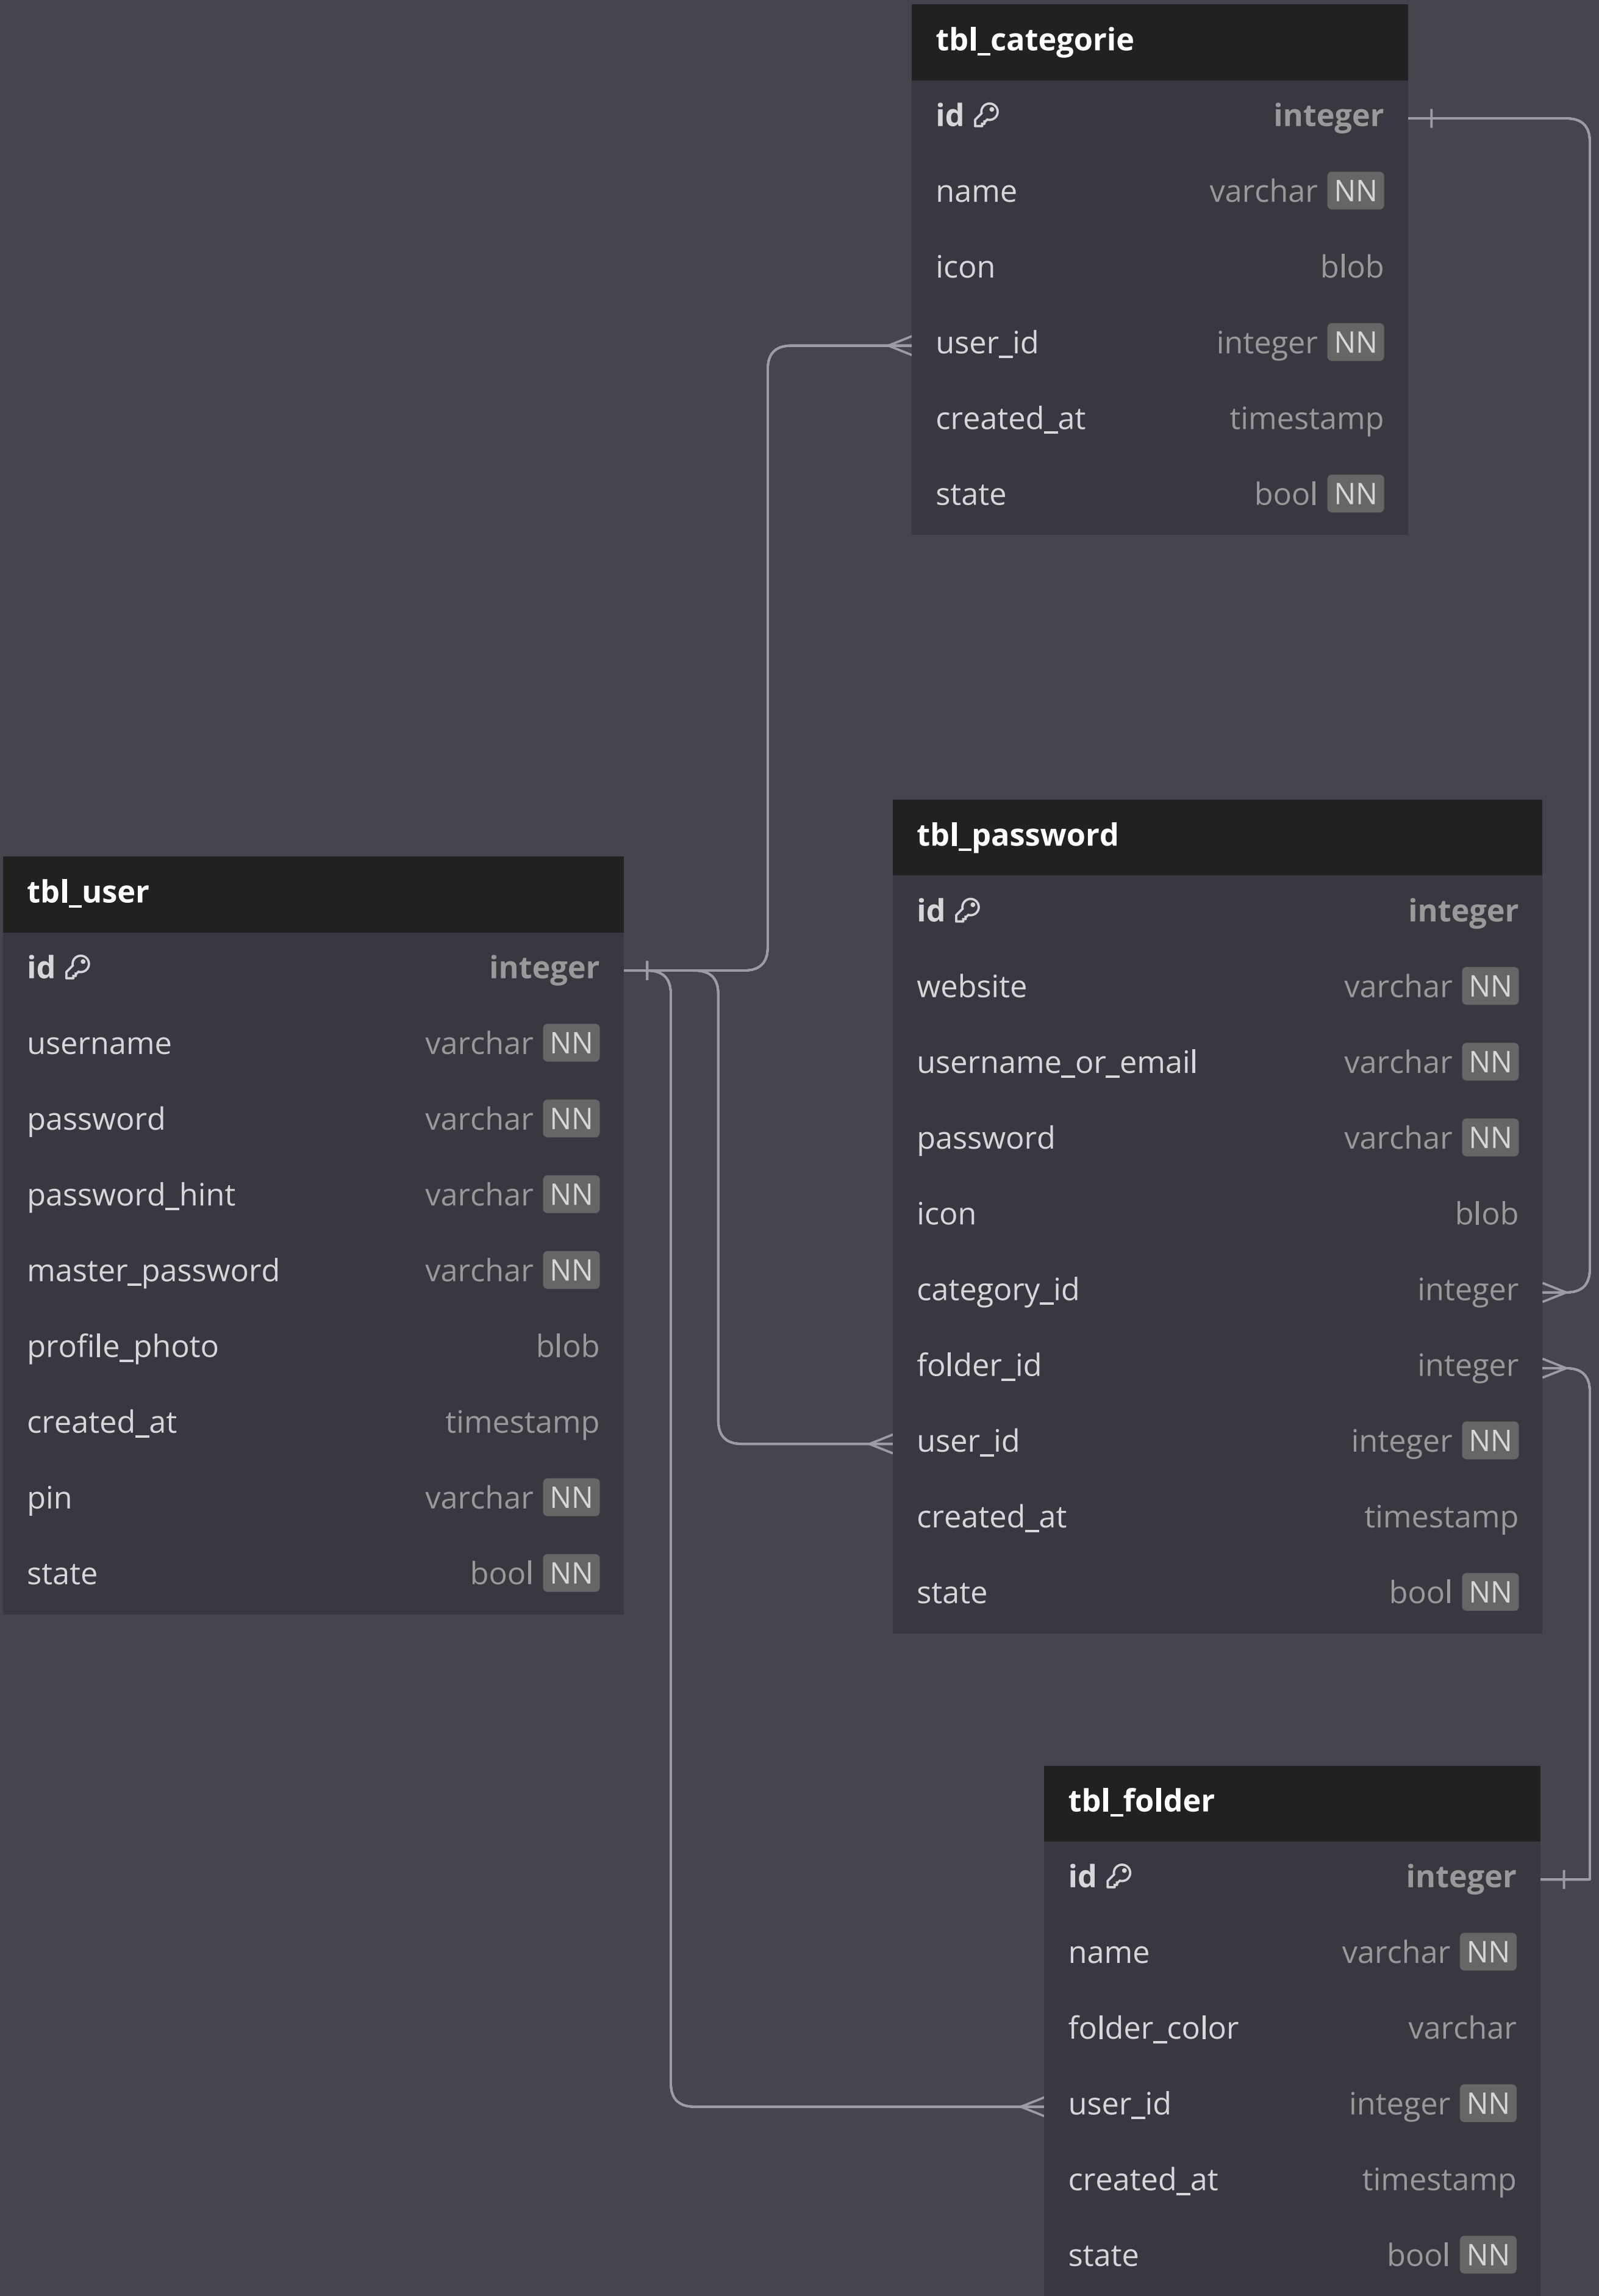 tbl_categorie
id integer
name varchar NN
icon blob
user_id integer NN
created_at timestamp
state bool NN
tbl_user
id integer
username varchar NN
password varchar NN
password_hint varchar NN
master_password varchar NN
profile_photo blob
created_at timestamp
pin varchar NN
state bool NN
tbl_password
id integer
website varchar NN
username_or_email varchar NN
password varchar NN
icon blob
category_id integer
folder_id integer
user_id integer NN
created_at timestamp
state bool NN
tbl_folder
id integer
name varchar NN
folder_color varchar
user_id integer NN
created_at timestamp
state bool NN